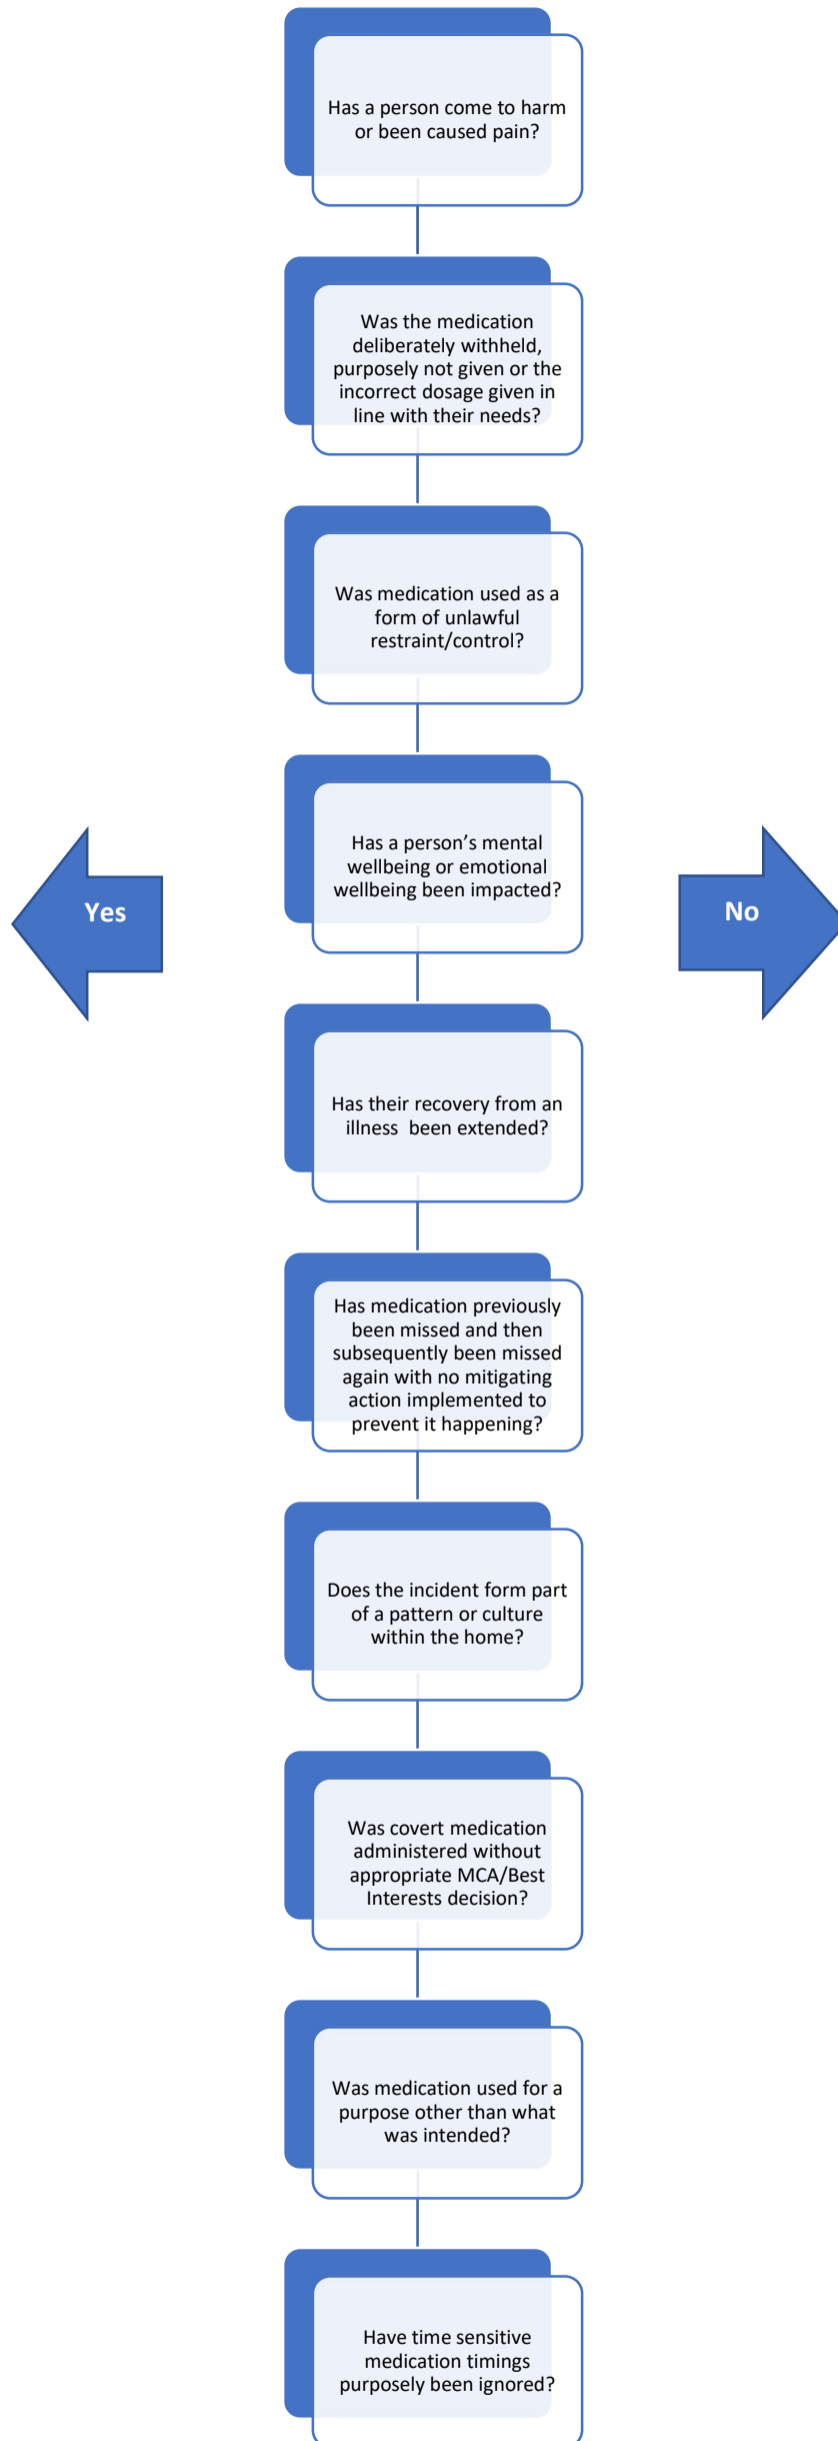 Has a person come to harm
or been caused pain?
Was the medication
deliberately withheld,
purposely not given or the
incorrect dosage given in
line with their needs?
Was medication used as a
form of unlawful
restraint/control?
Has a person’s mental
wellbeing or emotional
wellbeing been impacted?
Yes
No
Has their recovery from an
illness  been extended?
Has medication previously
been missed and then
subsequently been missed
again with no mitigating
action implemented to
prevent it happening?
Does the incident form part
of a pattern or culture
within the home?
Was covert medication
administered without
appropriate MCA/Best
Interests decision?
Was medication used for a
purpose other than what
was intended?
Have time sensitive
medication timings
purposely been ignored?